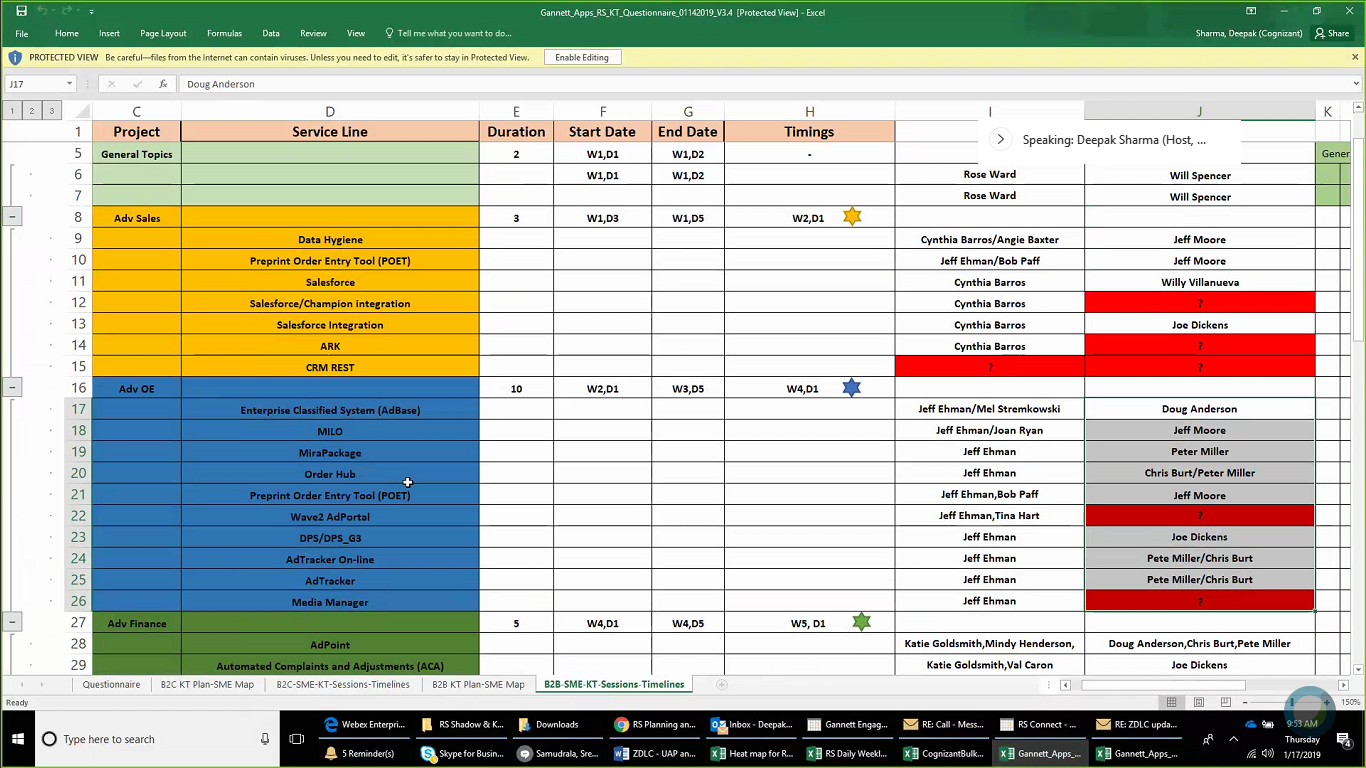 Gannett_Apps_RS_KT_Questionnaire_01142019_V3.4 [Protected View] - Excel
File Home Insert Page Layout Formulas Data Review View Tell me what you want to do... Sharma, Deepak (Cognizant) Share
PROTECTED VIEW Be careful—files from the Internet can contain viruses. Unless you need to edit, it's safer to stay in Protected View. Enable Editing
J17 fx Doug Anderson
1 2 3 C D E F G H I J K
1 Project Service Line Duration Start Date End Date Timings
Speaking: Deepak Sharma (Host, ...
5 General Topics 2 W1,D1 W1,D2 - Gener
6 W1,D1 W1,D2 Rose Ward Will Spencer
7 Rose Ward Will Spencer
8 Adv Sales 3 W1,D3 W1,D5 W2,D1
9 Data Hygiene Cynthia Barros/Angie Baxter Jeff Moore
10 Preprint Order Entry Tool (POET) Jeff Ehman/Bob Paff Jeff Moore
11 Salesforce Cynthia Barros Willy Villanueva
12 Salesforce/Champion integration Cynthia Barros ?
13 Salesforce Integration Cynthia Barros Joe Dickens
14 ARK Cynthia Barros ?
15 CRM REST ? ?
16 Adv OE 10 W2,D1 W3,D5 W4,D1
17 Enterprise Classified System (AdBase) Jeff Ehman/Mel Stremkowski Doug Anderson
18 MILO Jeff Ehman/Joan Ryan Jeff Moore
19 MiraPackage Jeff Ehman Peter Miller
20 Order Hub Jeff Ehman Chris Burt/Peter Miller
21 Preprint Order Entry Tool (POET) Jeff Ehman,Bob Paff Jeff Moore
22 Wave2 AdPortal Jeff Ehman,Tina Hart ?
23 DPS/DPS_G3 Jeff Ehman Joe Dickens
24 AdTracker On-line Jeff Ehman Pete Miller/Chris Burt
25 AdTracker Jeff Ehman Pete Miller/Chris Burt
26 Media Manager Jeff Ehman ?
27 Adv Finance 5 W4,D1 W4,D5 W5, D1
28 AdPoint Katie Goldsmith,Mindy Henderson, Doug Anderson,Chris Burt,Pete Miller
29 Automated Complaints and Adjustments (ACA) Katie Goldsmith,Val Caron Joe Dickens
Questionnaire B2C KT Plan-SME Map B2C-SME-KT-Sessions-Timelines B2B KT Plan-SME Map B2B-SME-KT-Sessions-Timelines
Ready 150%
Webex Enterpri... RS Shadow & K... Downloads RS Planning an... Inbox - Deepak... Gannett Engag... RE: Call - Mess... RS Connect - ... RE: ZDLC upda... 9:53 AM
Type here to search Thursday
5 Reminder(s) Skype for Busin... Samudrala, Sre... ZDLC - UAP an... Heat map for R... RS Daily Weekl... CognizantBulk... Gannett_Apps_... Gannett_Apps_... 1/17/2019 4